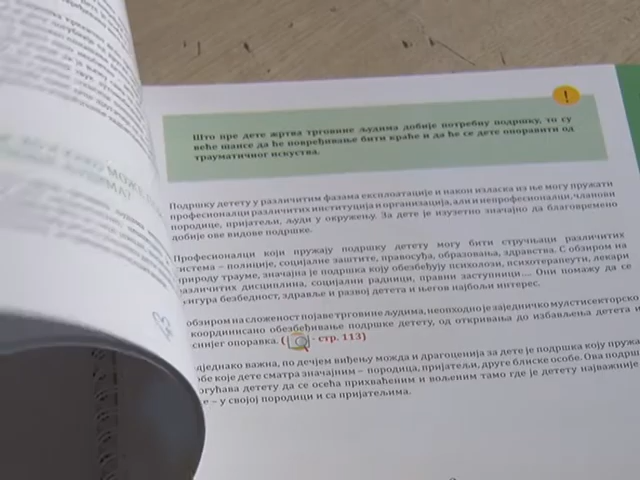 Што пре дете жртва трговине људима добије потребну подршку, то су
веће шансе да ће повређивање бити краће и да ће се дете опоравити од
трауматичног искуства.
Подршку детету у различитим фазама експлоатације и након изласка из ње могу пружати
професионалци различитих институција и организација, али и непрофесионалци, чланови
породице, пријатељи, људи у окружењу. За дете је изузетно значајно да благовремено
добије ове видове подршке.
Професионалци који пружају подршку детету могу бити стручњаци различитих
система – полиције, социјалне заштите, правосуђа, образовања, здравства. С обзиром на
природу трауме, значајна је подршка коју обезбеђују психолози, психотерапеути, лекари
различитих дисциплина, социјални радници, правни заступници.... Они помажу да се
сигура безбедност, здравље и развој детета и његов најбољи интерес.
обзиром на сложеност појаве трговине људима, неопходно је заједничко мултисекторско
координисано обезбеђивање подршке детету, од откривања до избављења детета и
снијег опоравка. ( - стр. 113)
аједнако важна, по дечјем виђењу можда и драгоценија за дете је подршка коју пружа
обе које дете сматра значајним – породица, пријатељи, друге блиске особе. Ова подрш
огућава детету да се осећа прихваћеним и вољеним тамо где је детету најважније
е – у својој породици и са пријатељима.